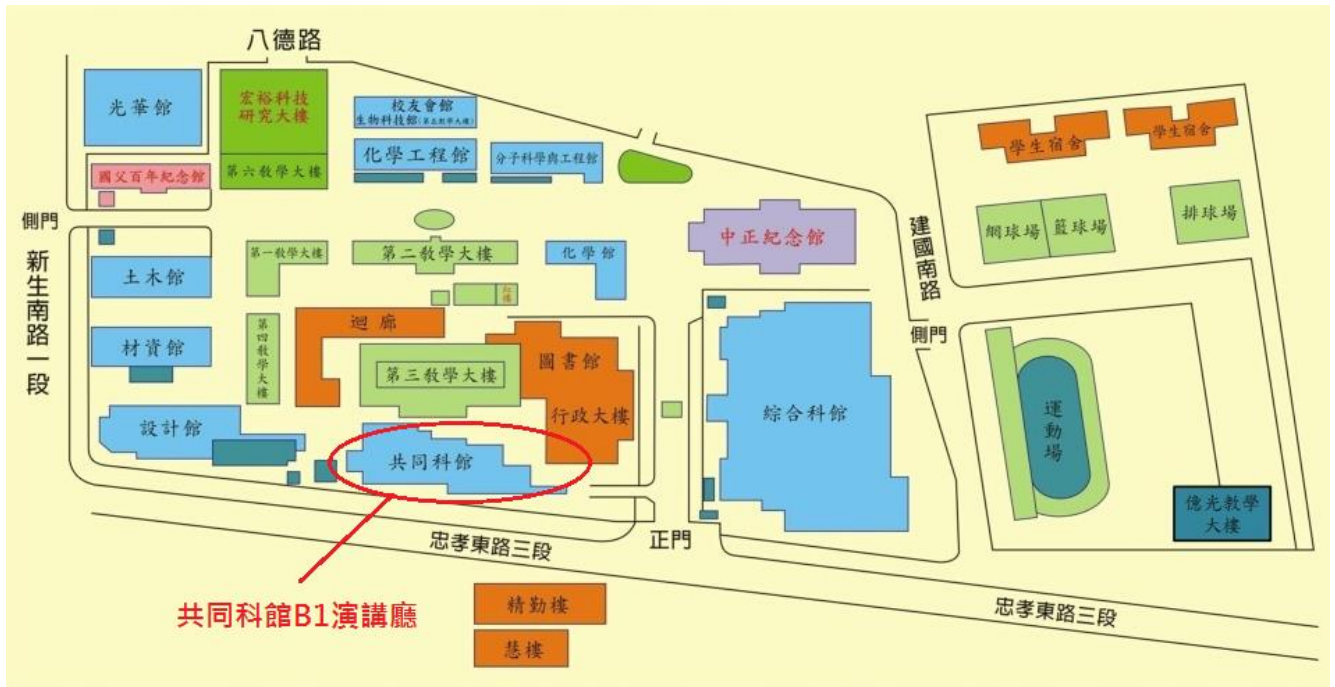 八德路
光華館
宏裕科技
研究大樓
校友會館
生物科技館(第五教學大樓)
化學工程館
分子科學與工程館
學生宿舍
學生宿舍
國父百年紀念館
第六教學大樓
側門
網球場
籃球場
排球場
中正紀念館
建國南路
新生南路一段
土木館
第一教學大樓
第二教學大樓
化學館
紅樓
材資館
第四教學大樓
迴廊
圖書館
第三教學大樓
行政大樓
側門
綜合科館
運動場
設計館
共同科館
億光教學
大樓
忠孝東路三段
正門
共同科館B1演講廳
精勤樓
慧樓
忠孝東路三段